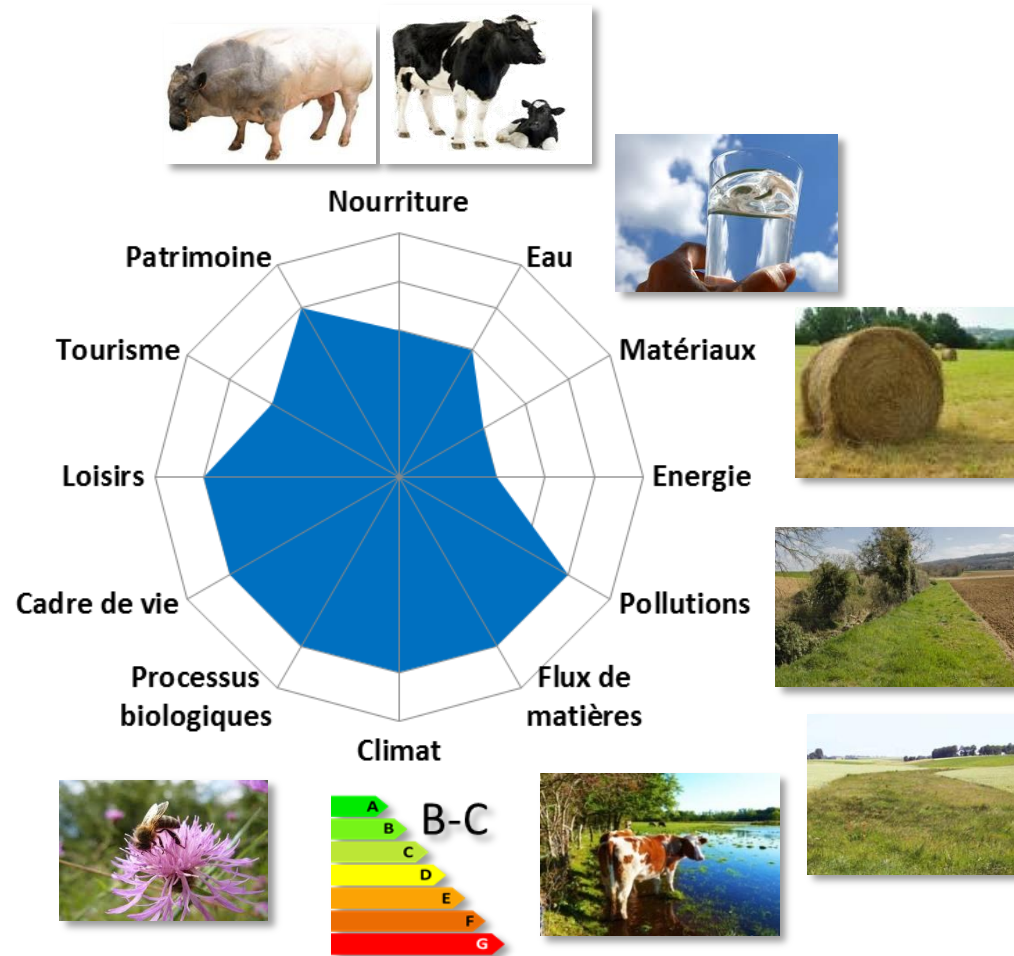 Nourriture
Patrimoine
Eau
Tourisme
Matériaux
Loisirs
Energie
Cadre de vie
Pollutions
Processus
biologiques
Flux de
matières
Climat
A
B
B-C
C
D
E
F
G